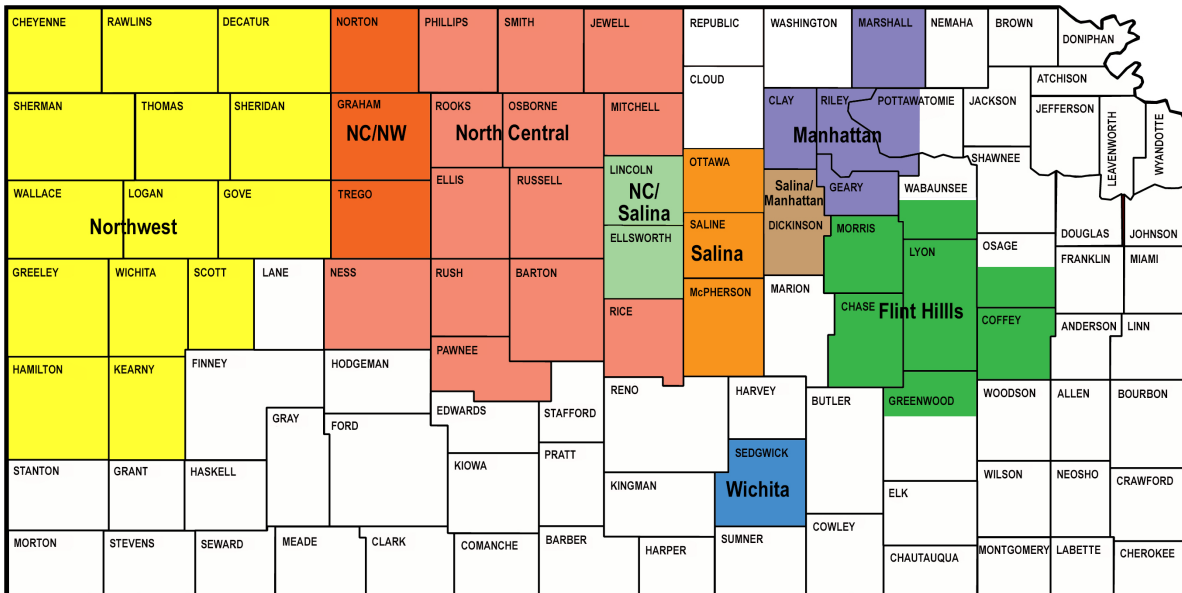 CHEYENNE
RAWLINS
DECATUR
NORTON
PHILLIPS
SMITH
JEWELL
REPUBLIC
WASHINGTON
MARSHALL
NEMAHA
BROWN
DONIPHAN
CLOUD
ATCHISON
SHERMAN
THOMAS
SHERIDAN
GRAHAM
NC/NW
ROOKS
OSBORNE
North Central
MITCHELL
CLAY
RILEY
POTTAWATOMIE
Manhattan
JACKSON
JEFFERSON
LEAVENWORTH
WYANDOTTE
OTTAWA
SHAWNEE
LINCOLN
NC/
Salina
WALLACE
LOGAN
GOVE
Northwest
TREGO
ELLIS
RUSSELL
Salina/
Manhattan
DICKINSON
GEARY
WABAUNSEE
ELLSWORTH
SALINE
Salina
MORRIS
LYON
OSAGE
DOUGLAS
JOHNSON
GREELEY
WICHITA
SCOTT
LANE
NESS
RUSH
BARTON
FRANKLIN
MIAMI
McPHERSON
MARION
RICE
CHASE
Flint Hillls
COFFEY
ANDERSON
LINN
HAMILTON
KEARNY
FINNEY
HODGEMAN
PAWNEE
RENO
HARVEY
BUTLER
GREENWOOD
WOODSON
ALLEN
BOURBON
GRAY
FORD
EDWARDS
STAFFORD
PRATT
SEDGWICK
Wichita
STANTON
GRANT
HASKELL
KIOWA
KINGMAN
ELK
WILSON
NEOSHO
CRAWFORD
MORTON
STEVENS
SEWARD
MEADE
CLARK
COMANCHE
BARBER
HARPER
SUMNER
COWLEY
CHAUTAUQUA
MONTGOMERY
LABETTE
CHEROKEE